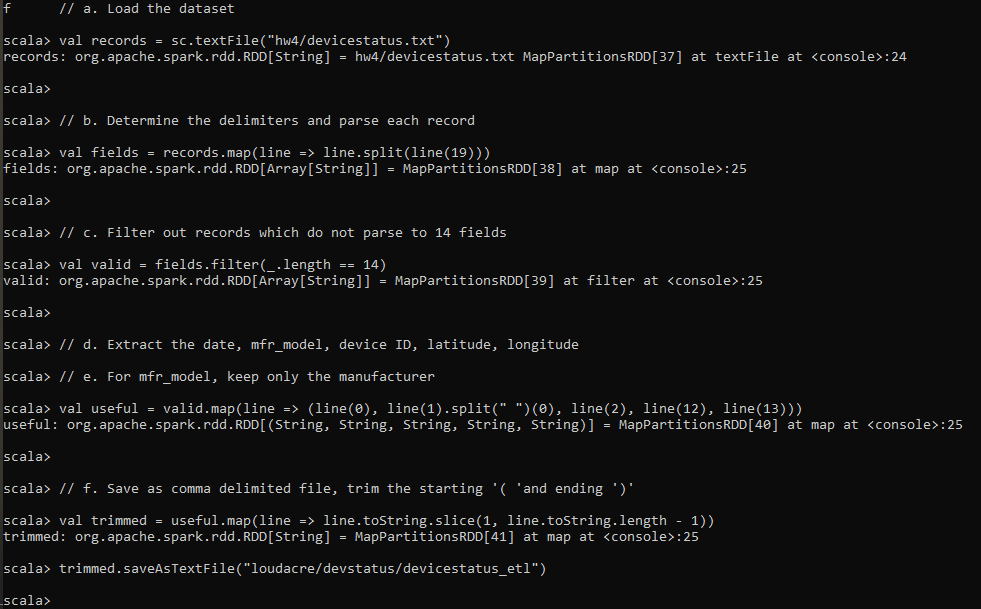 f      // a. Load the dataset
scala> val records = sc.textFile("hw4/devicestatus.txt")
records: org.apache.spark.rdd.RDD[String] = hw4/devicestatus.txt MapPartitionsRDD[37] at textFile at <console>:24
scala>
scala> // b. Determine the delimiters and parse each record
scala> val fields = records.map(line => line.split(line(19)))
fields: org.apache.spark.rdd.RDD[Array[String]] = MapPartitionsRDD[38] at map at <console>:25
scala>
scala> // c. Filter out records which do not parse to 14 fields
scala> val valid = fields.filter(_.length == 14)
valid: org.apache.spark.rdd.RDD[Array[String]] = MapPartitionsRDD[39] at filter at <console>:25
scala>
scala> // d. Extract the date, mfr_model, device ID, latitude, longitude
scala> // e. For mfr_model, keep only the manufacturer
scala> val useful = valid.map(line => (line(0), line(1).split(" ")(0), line(2), line(12), line(13)))
useful: org.apache.spark.rdd.RDD[(String, String, String, String, String)] = MapPartitionsRDD[40] at map at <console>:25
scala>
scala> // f. Save as comma delimited file, trim the starting '( 'and ending ')'
scala> val trimmed = useful.map(line => line.toString.slice(1, line.toString.length - 1))
trimmed: org.apache.spark.rdd.RDD[String] = MapPartitionsRDD[41] at map at <console>:25
scala> trimmed.saveAsTextFile("loudacre/devstatus/devicestatus_etl")
scala>